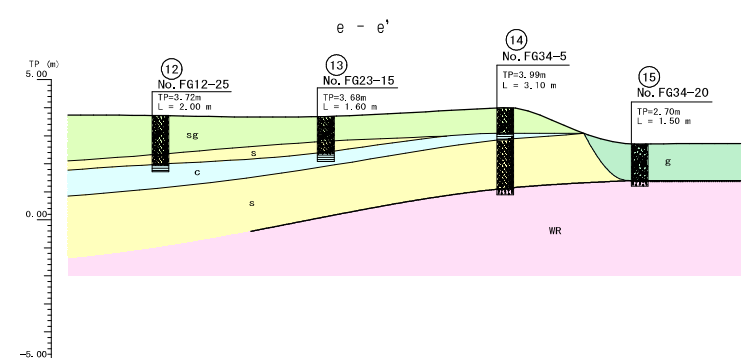 e - e'
TP (m)
5.00
0.00
-5.00
12
No.FG12-25
TP=3.72m
L = 2.00 m
13
No.FG23-15
TP=3.68m
L = 1.60 m
14
No.FG34-5
TP=3.99m
L = 3.10 m
15
No.FG34-20
TP=2.70m
L = 1.50 m
sg
s
c
s
g
WR